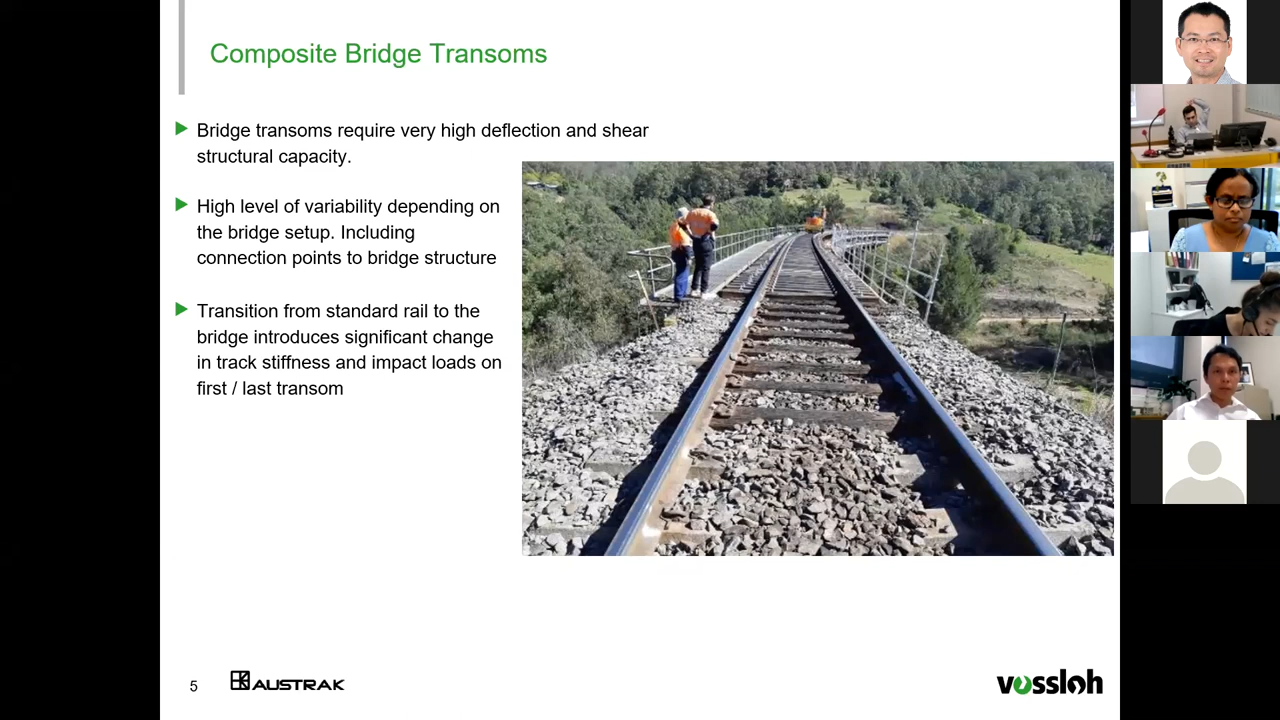 Composite Bridge Transoms
Bridge transoms require very high deflection and shear
structural capacity.
High level of variability depending on
the bridge setup. Including
connection points to bridge structure
Transition from standard rail to the
bridge introduces significant change
in track stiffness and impact loads on
first / last transom
5
AUSTRAK
vossloh